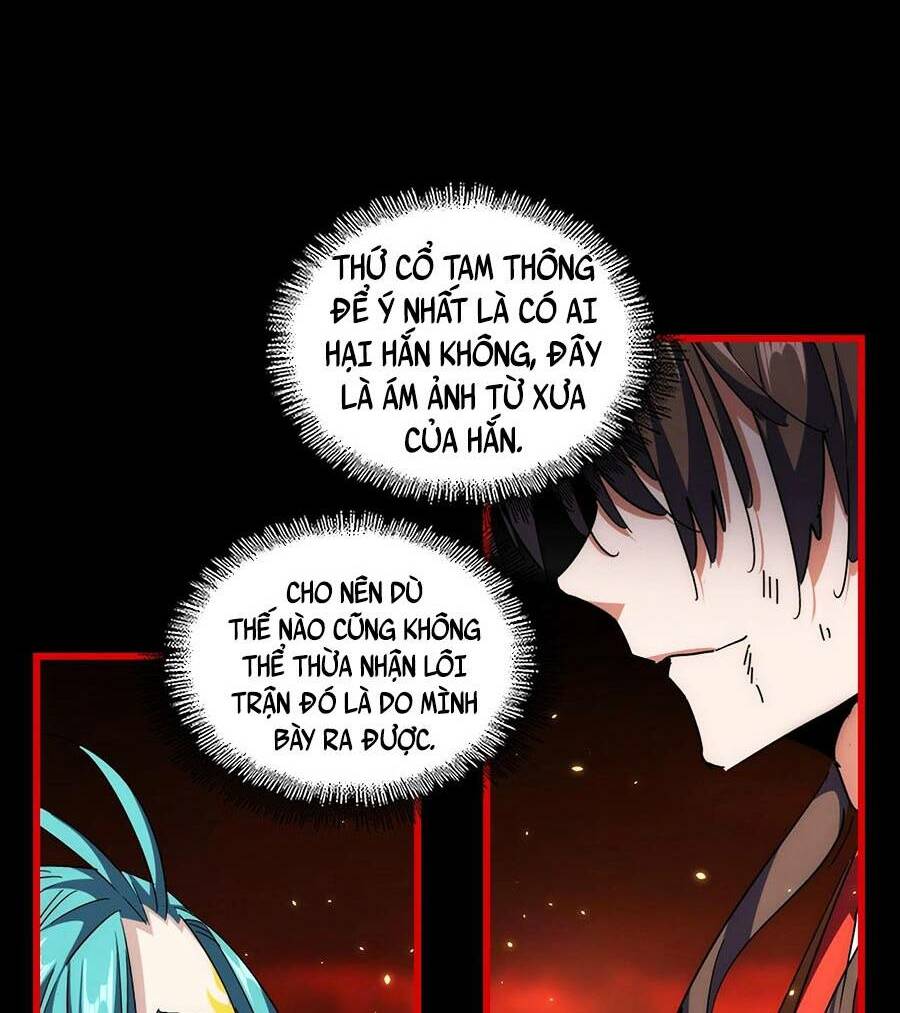 THỨ CỔ TAM THÔNG
ĐỂ Ý NHẤT LÀ CÓ AI
HẠI HẮN KHÔNG, ĐÂY
LÀ ÁM ẢNH TỪ XƯA
CỦA HẮN.
CHO NÊN DÙ
THẾ NÀO CŨNG KHÔNG
THỂ THỪA NHẬN LÔI
TRẬN ĐÓ LÀ DO MÌNH
BÀY RA ĐƯỢC.